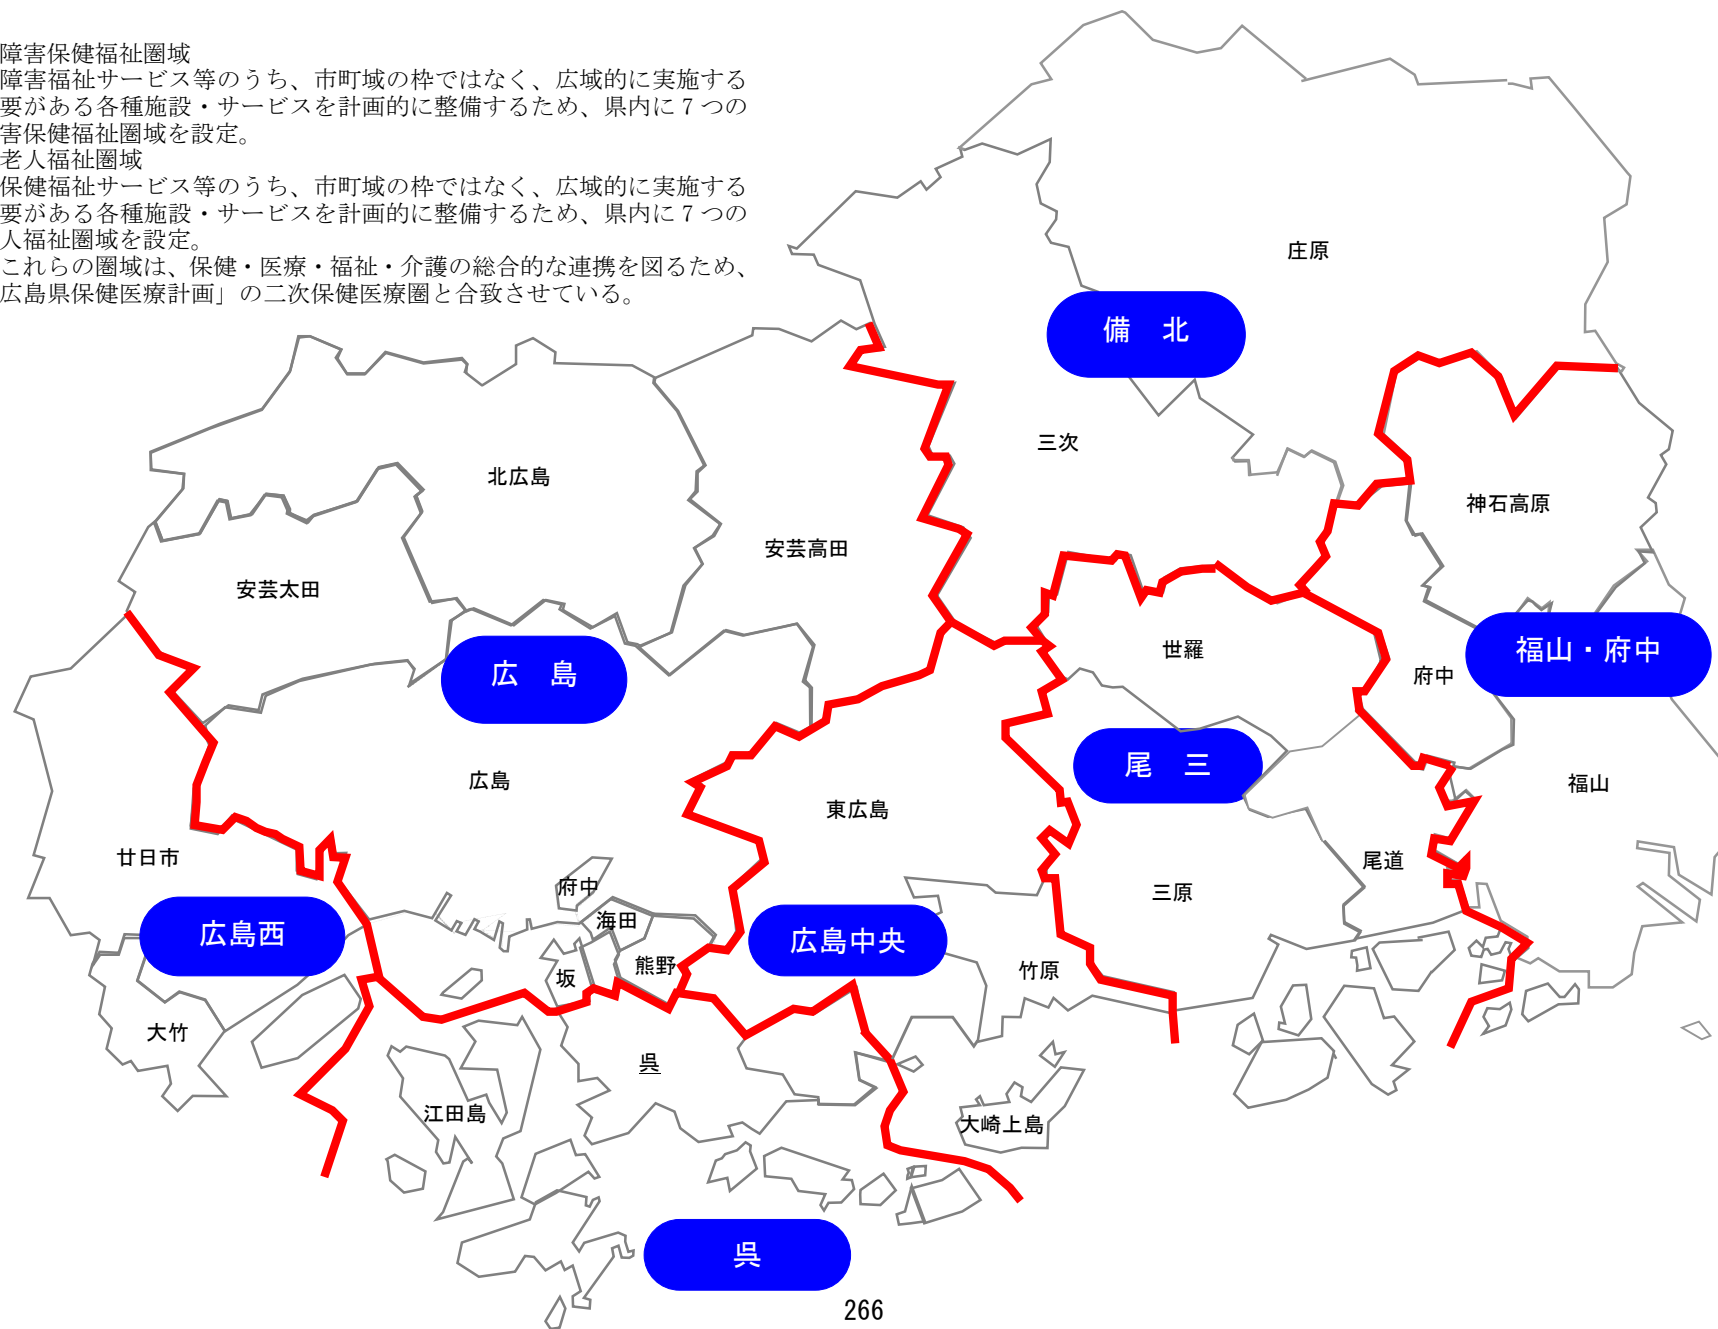 障害保健福祉圏域
障害福祉サービス等のうち、市町域の枠ではなく、広域的に実施する
要がある各種施設・サービスを計画的に整備するため、県内に７つの
害保健福祉圏域を設定。
老人福祉圏域
保健福祉サービス等のうち、市町域の枠ではなく、広域的に実施する
要がある各種施設・サービスを計画的に整備するため、県内に７つの
人福祉圏域を設定。
これらの圏域は、保健・医療・福祉・介護の総合的な連携を図るため、
広島県保健医療計画」の二次保健医療圏と合致させている。
庄原
備　北
三次
北広島
神石高原
安芸高田
安芸太田
世羅
福山・府中
府中
広　島
尾　三
広島
福山
東広島
廿日市
尾道
府中
三原
海田
広島西
広島中央
熊野
坂
竹原
大竹
呉
江田島
大崎上島
呉
266